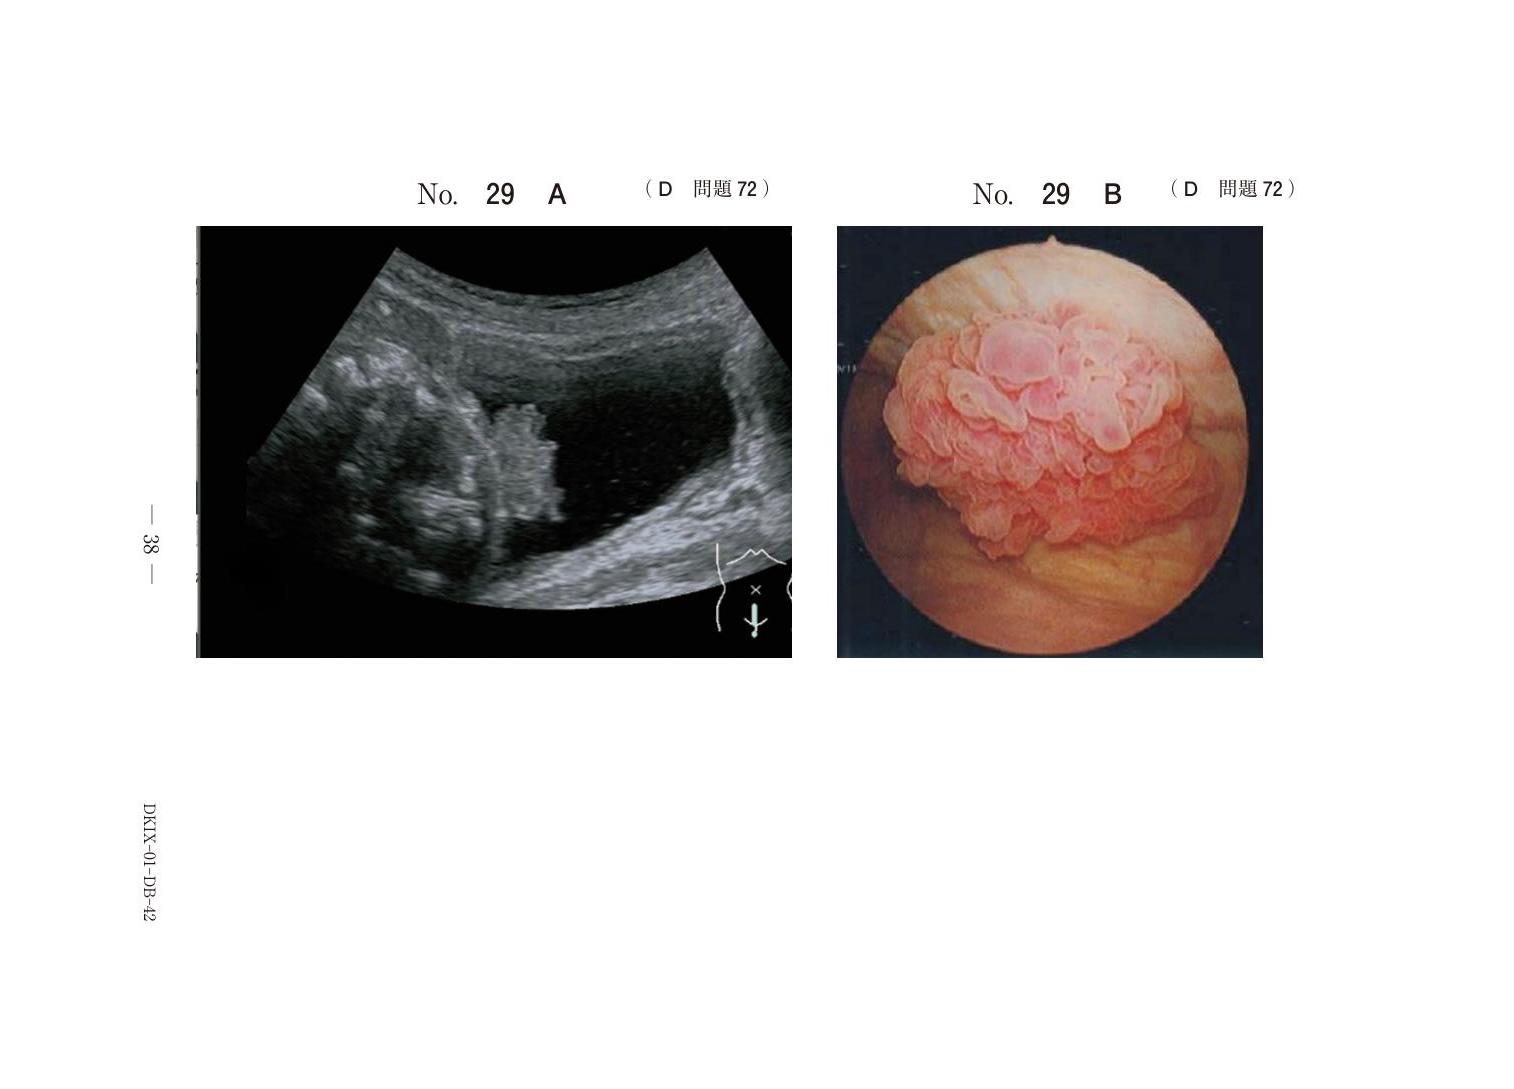 No. 29 A （D 問題 72）
No. 29 B （D 問題 72）
— 38 —
DKIX-01-DB-42